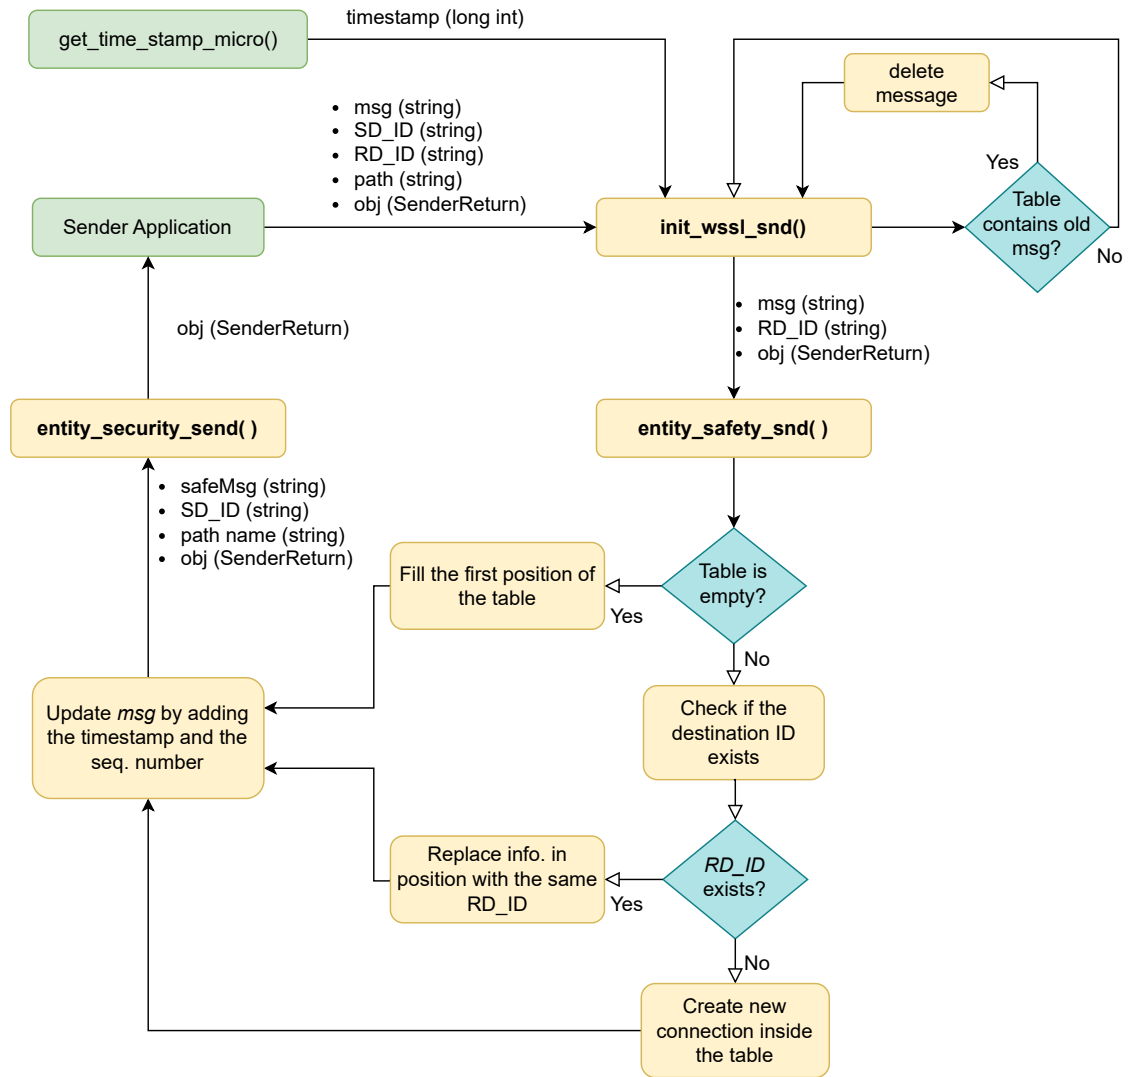 get_time_stamp_micro()
timestamp (long int)
delete
message
• msg (string)
• SD_ID (string)
• RD_ID (string)
• path (string)
• obj (SenderReturn)
Yes
Sender Application
init_wssl_snd()
Table
contains old
msg?
No
• msg (string)
• RD_ID (string)
• obj (SenderReturn)
obj (SenderReturn)
entity_security_send( )
entity_safety_snd( )
• safeMsg (string)
• SD_ID (string)
• path name (string)
• obj (SenderReturn)
Fill the first position of
the table
Table is
empty?
Yes
No
Update msg by adding
the timestamp and the
seq. number
Check if the
destination ID
exists
Replace info. in
position with the same
RD_ID
RD_ID
exists?
Yes
No
Create new
connection inside
the table